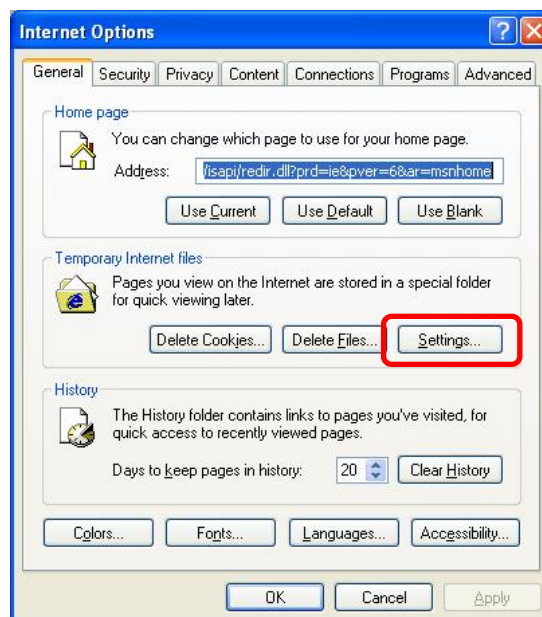 Internet Options
General Security Privacy Content Connections Programs Advanced
Home page
You can change which page to use for your home page.
Address: /isapi/redir.dll?prd=ie&pver=6&ar=msnhome
Use Current Use Default Use Blank
Temporary Internet files
Pages you view on the Internet are stored in a special folder
for quick viewing later.
Delete Cookies... Delete Files... Settings...
History
The History folder contains links to pages you've visited, for
quick access to recently viewed pages.
Days to keep pages in history: 20 Clear History
Colors... Fonts... Languages... Accessibility...
OK Cancel Apply